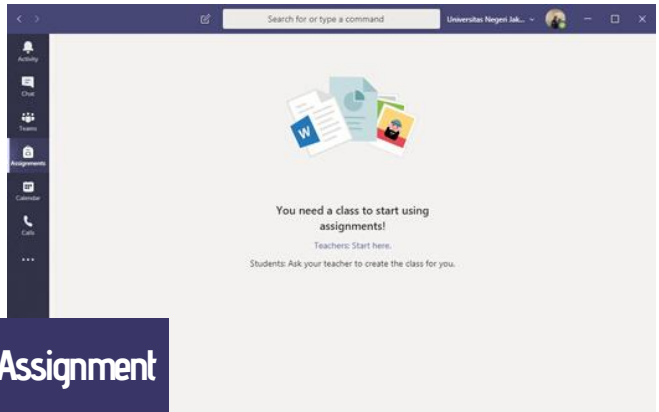 Search for or type a command
Universitas Negeri Jak...
Activity
Chat
Teams
Assignments
Calendar
Calls
...
W
You need a class to start using
assignments!
Teachers: Start here.
Students: Ask your teacher to create the class for you.
Assignment